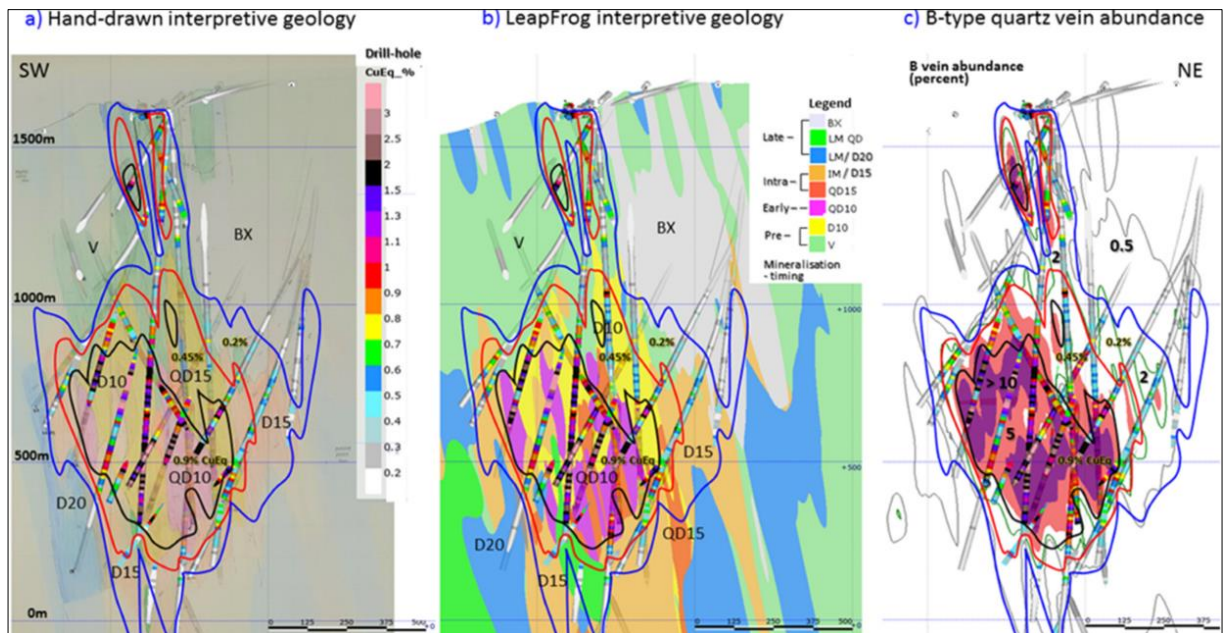 a) Hand-drawn interpretive geology
b) LeapFrog interpretive geology
c) B-type quartz vein abundance
SW
Drill-hole
CuEq_%
3
2.5
2
1.5
1.3
1.1
1
0.9
0.8
0.7
0.6
0.5
0.4
0.3
0.2
1500m
1000m
500m
0m
V
BX
0.2%
0.45%
D10
QD15
D15
0.9% CuEq
QD10
D20
D15
125
250
375
500
Legend
Late
BX
LM QD
LM/ D20
Intra
IM / D15
QD15
Early
QD10
Pre
D10
V
Mineralisation
- timing
V
BX
+1000
D10
0.2%
0.45%
D15
0.9% CuEq
+500
QD10
D20
QD15
D15
+0
125
250
375
500
B vein abundance
(percent)
NE
0.5
2
0.2%
0.45%
2
> 10
5
0.9% CuEq
125
250
375